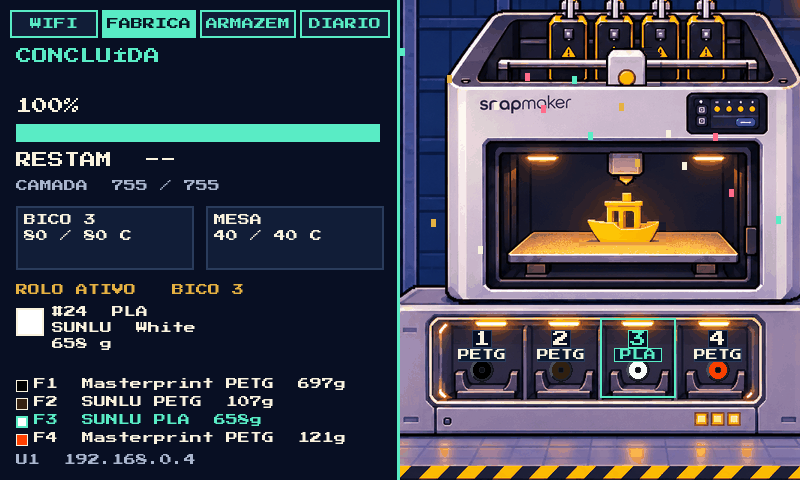 WIFI FABRICA ARMAZEM DIARIO
CONCLUíDA
100%
RESTAM --
CAMADA 755 / 755
BICO 3
80 / 80 C
MESA
40 / 40 C
ROLO ATIVO BICO 3
#24 PLA
SUNLU White
658 g
F1 Masterprint PETG 697g
F2 SUNLU PETG 107g
F3 SUNLU PLA 658g
F4 Masterprint PETG 121g
U1 192.168.0.4
snapmaker
1 2 3 4
PETG PETG PLA PETG